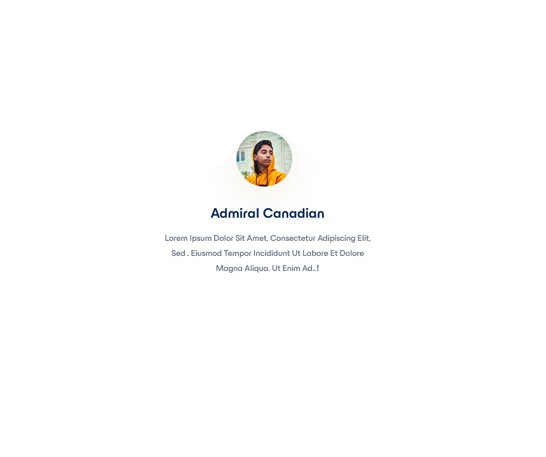 Admiral Canadian
Lorem Ipsum Dolor Sit Amet, Consectetur Adipiscing Elit,
Sed . Eiusmod Tempor Incididunt Ut Labore Et Dolore
Magna Aliqua. Ut Enim Ad..!